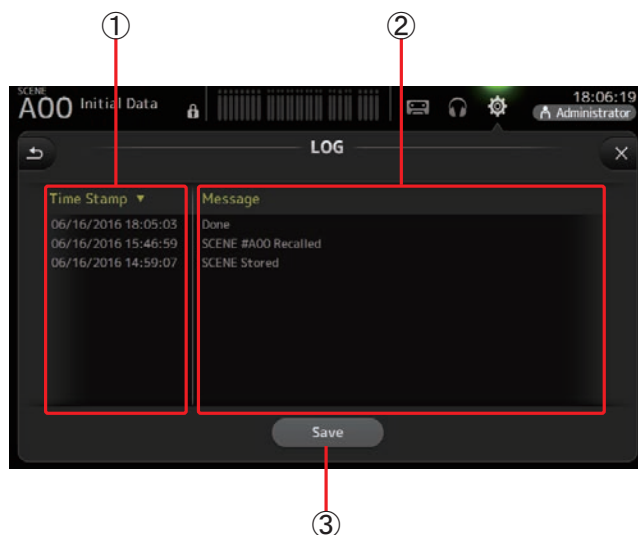 ① ②
SCENE
A00 Initial Data
18:06:19
Administrator
LOG
Time Stamp ▼ Message
06/16/2016 18:05:03 Done
06/16/2016 15:46:59 SCENE #A00 Recalled
06/16/2016 14:59:07 SCENE Stored
Save
③